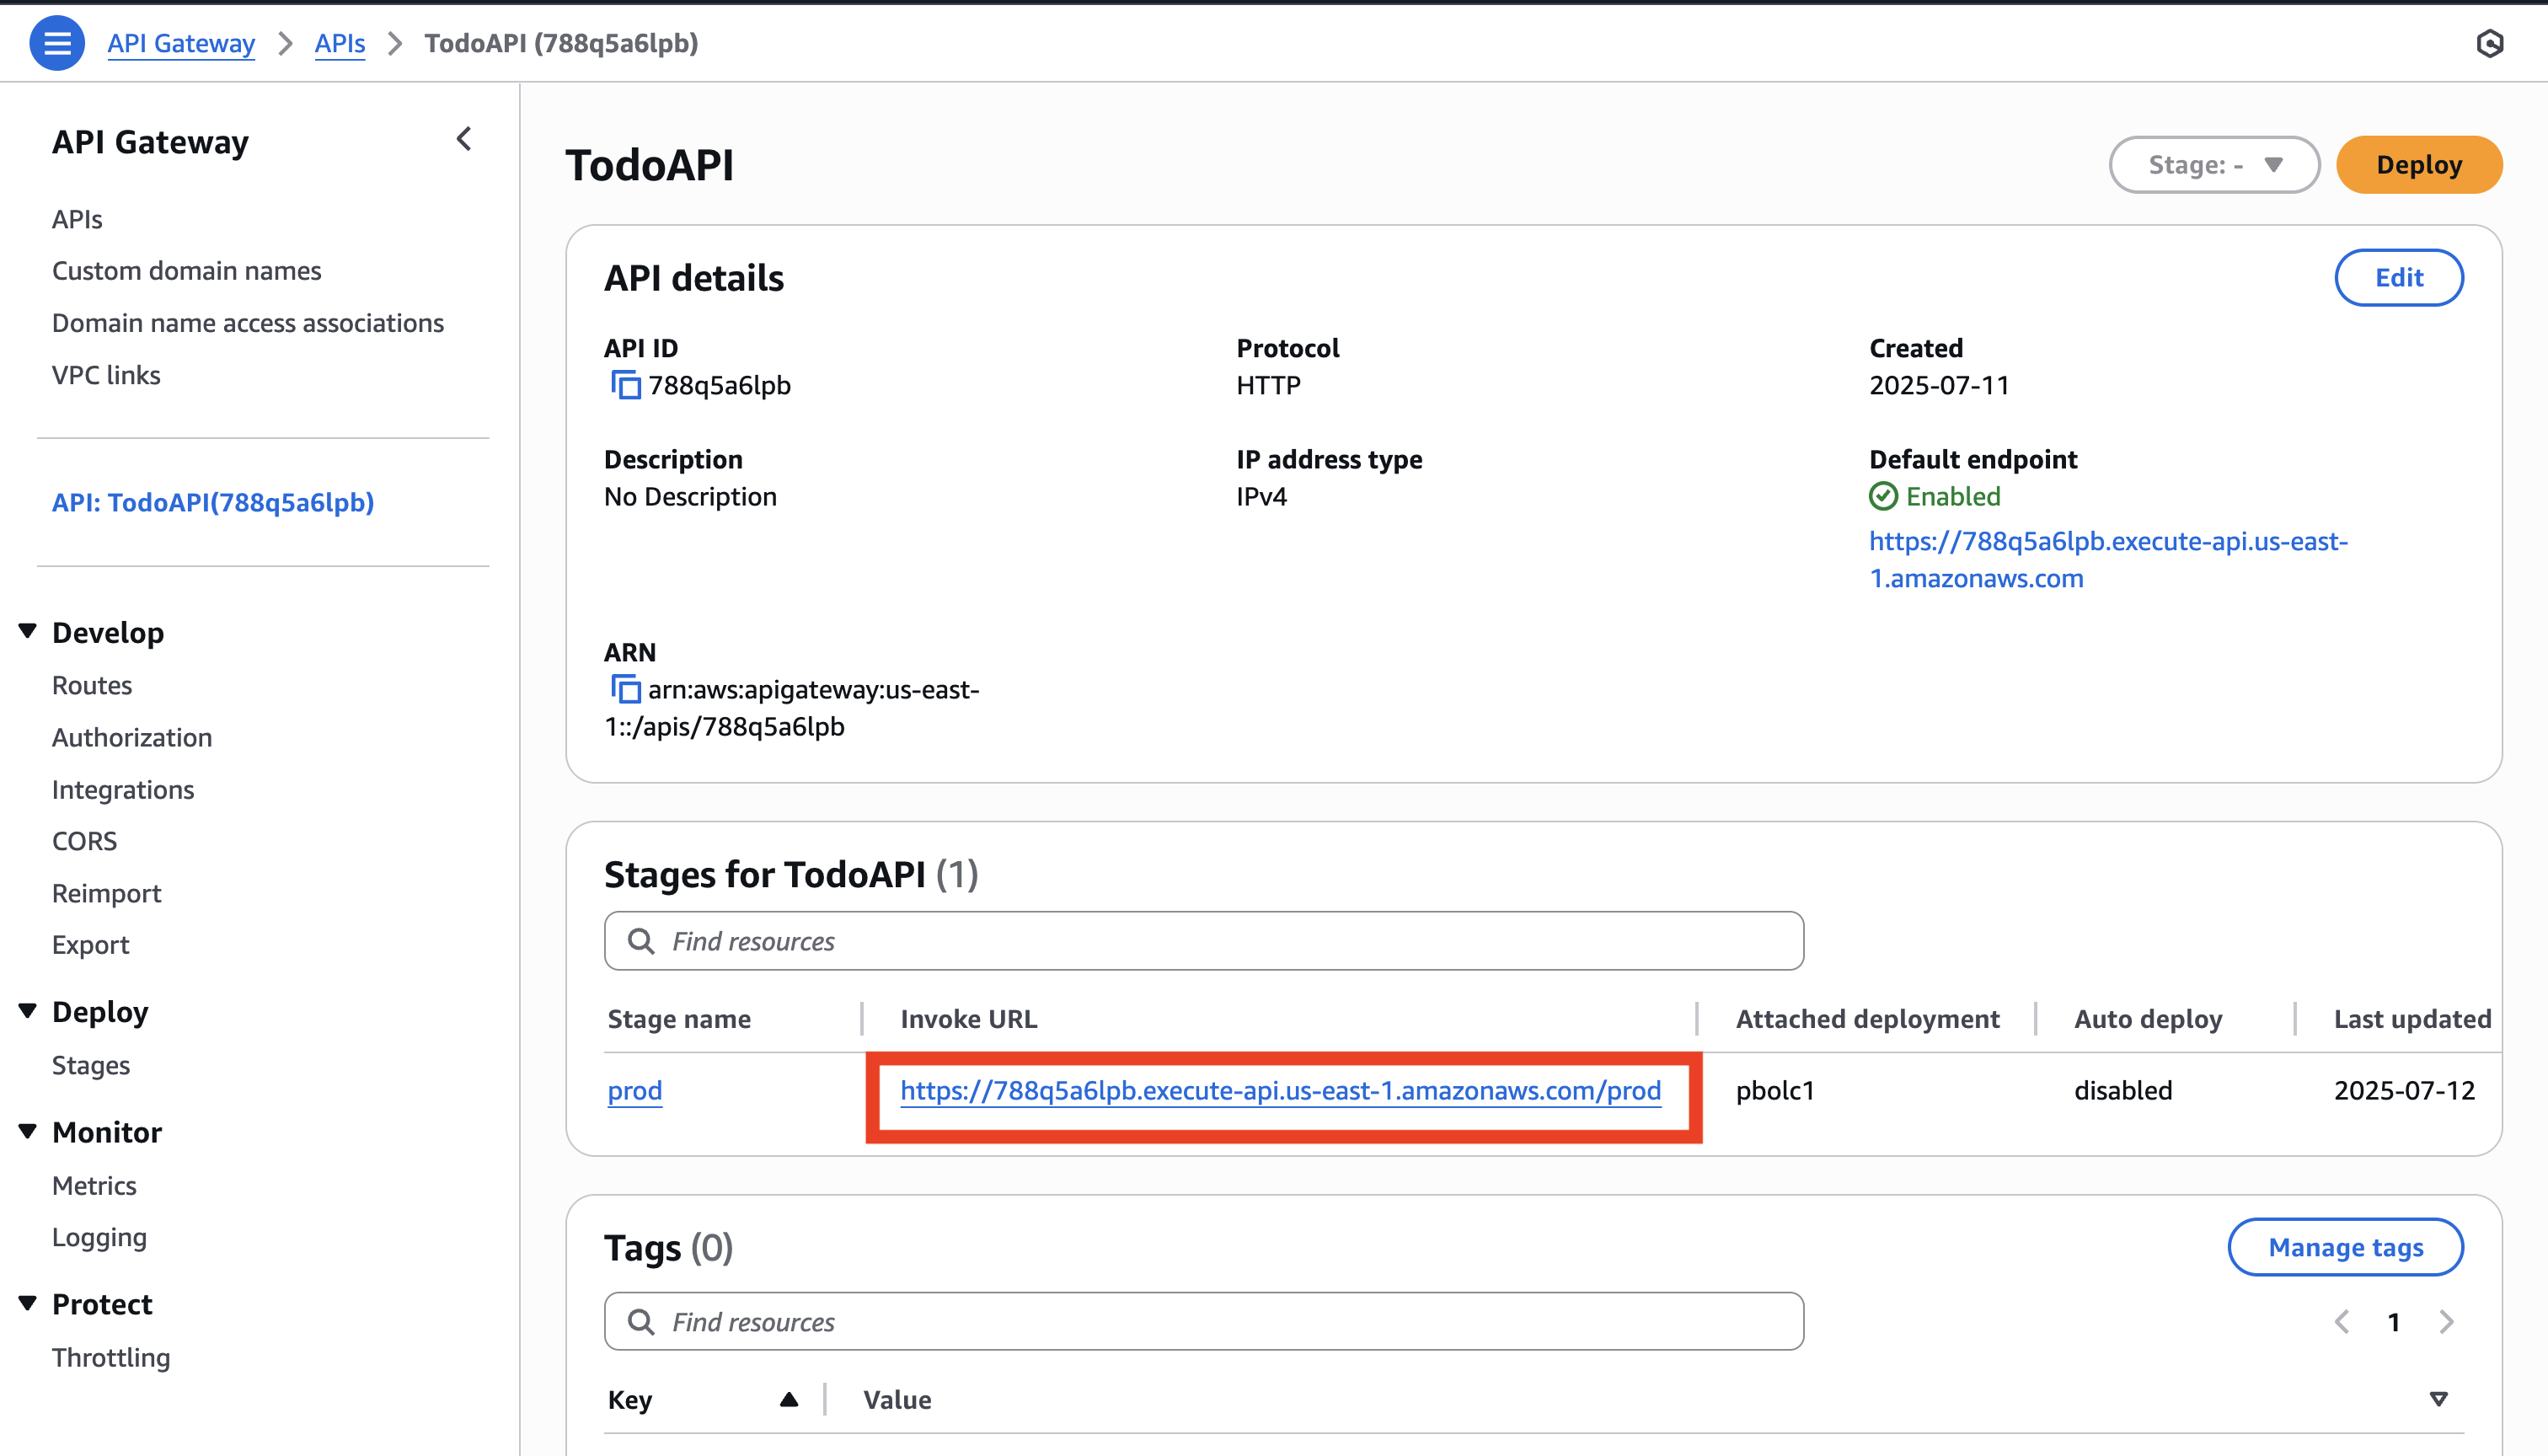 API Gateway > APIs > TodoAPI (788q5a6lpb)
API Gateway
APIs
Custom domain names
Domain name access associations
VPC links
API: TodoAPI(788q5a6lpb)
Develop
Routes
Authorization
Integrations
CORS
Reimport
Export
Deploy
Stages
Monitor
Metrics
Logging
Protect
Throttling
TodoAPI
Stage: -
Deploy
API details
Edit
API ID
788q5a6lpb
Protocol
HTTP
Created
2025-07-11
Description
No Description
IP address type
IPv4
Default endpoint
Enabled
https://788q5a6lpb.execute-api.us-east-
1.amazonaws.com
ARN
arn:aws:apigateway:us-east-
1::/apis/788q5a6lpb
Stages for TodoAPI (1)
Find resources
Stage name Invoke URL Attached deployment Auto deploy Last updated
prod https://788q5a6lpb.execute-api.us-east-1.amazonaws.com/prod pbolc1 disabled 2025-07-12
Tags (0)
Manage tags
Find resources
1
Key Value